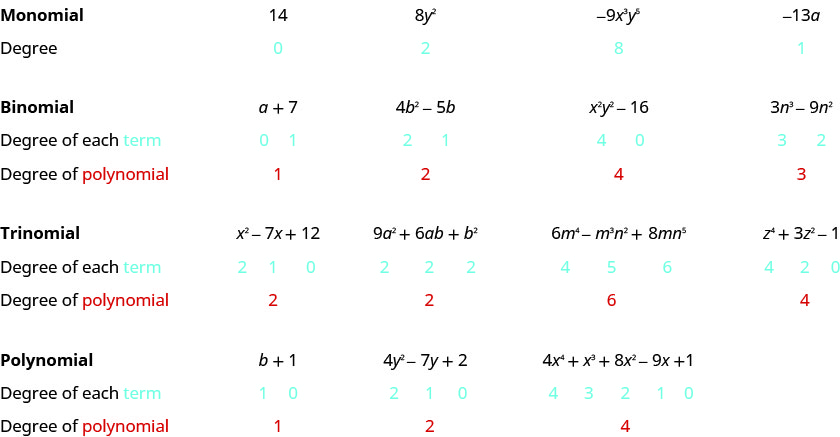 Monomial 14 8y² −9x³y⁵ −13a
Degree 0 2 8 1
Binomial a + 7 4b² − 5b x²y² − 16 3n³ − 9n²
Degree of each term 0 1 2 1 4 0 3 2
Degree of polynomial 1 2 4 3
Trinomial x² − 7x + 12 9a² + 6ab + b² 6m⁴ − m³n² + 8mn⁵ z⁴ + 3z² − 1
Degree of each term 2 1 0 2 2 2 4 5 6 4 2 0
Degree of polynomial 2 2 6 4
Polynomial b + 1 4y² − 7y + 2 4x⁴ + x³ + 8x² − 9x +1
Degree of each term 1 0 2 1 0 4 3 2 1 0
Degree of polynomial 1 2 4